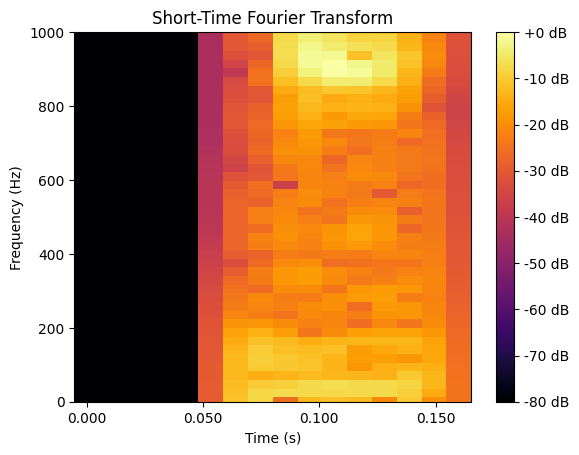 Short-Time Fourier Transform
1000
800
600
400
200
0
Frequency (Hz)
0.000
0.050
0.100
0.150
Time (s)
+0 dB
-10 dB
-20 dB
-30 dB
-40 dB
-50 dB
-60 dB
-70 dB
-80 dB